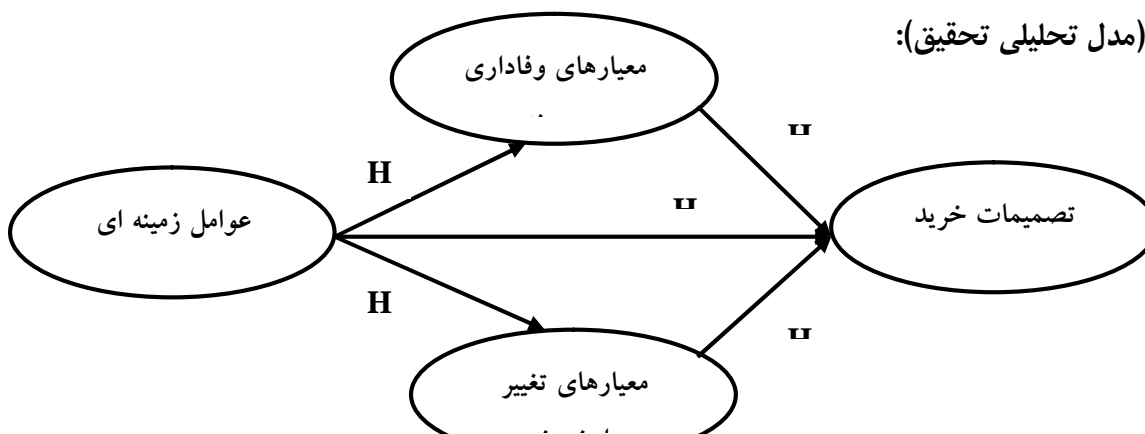 (مدل تحلیلی تحقیق):
معیارهای وفاداری
H
H
عوامل زمینه ای
تصمیمات خرید
H
H
H
معیارهای تغییر